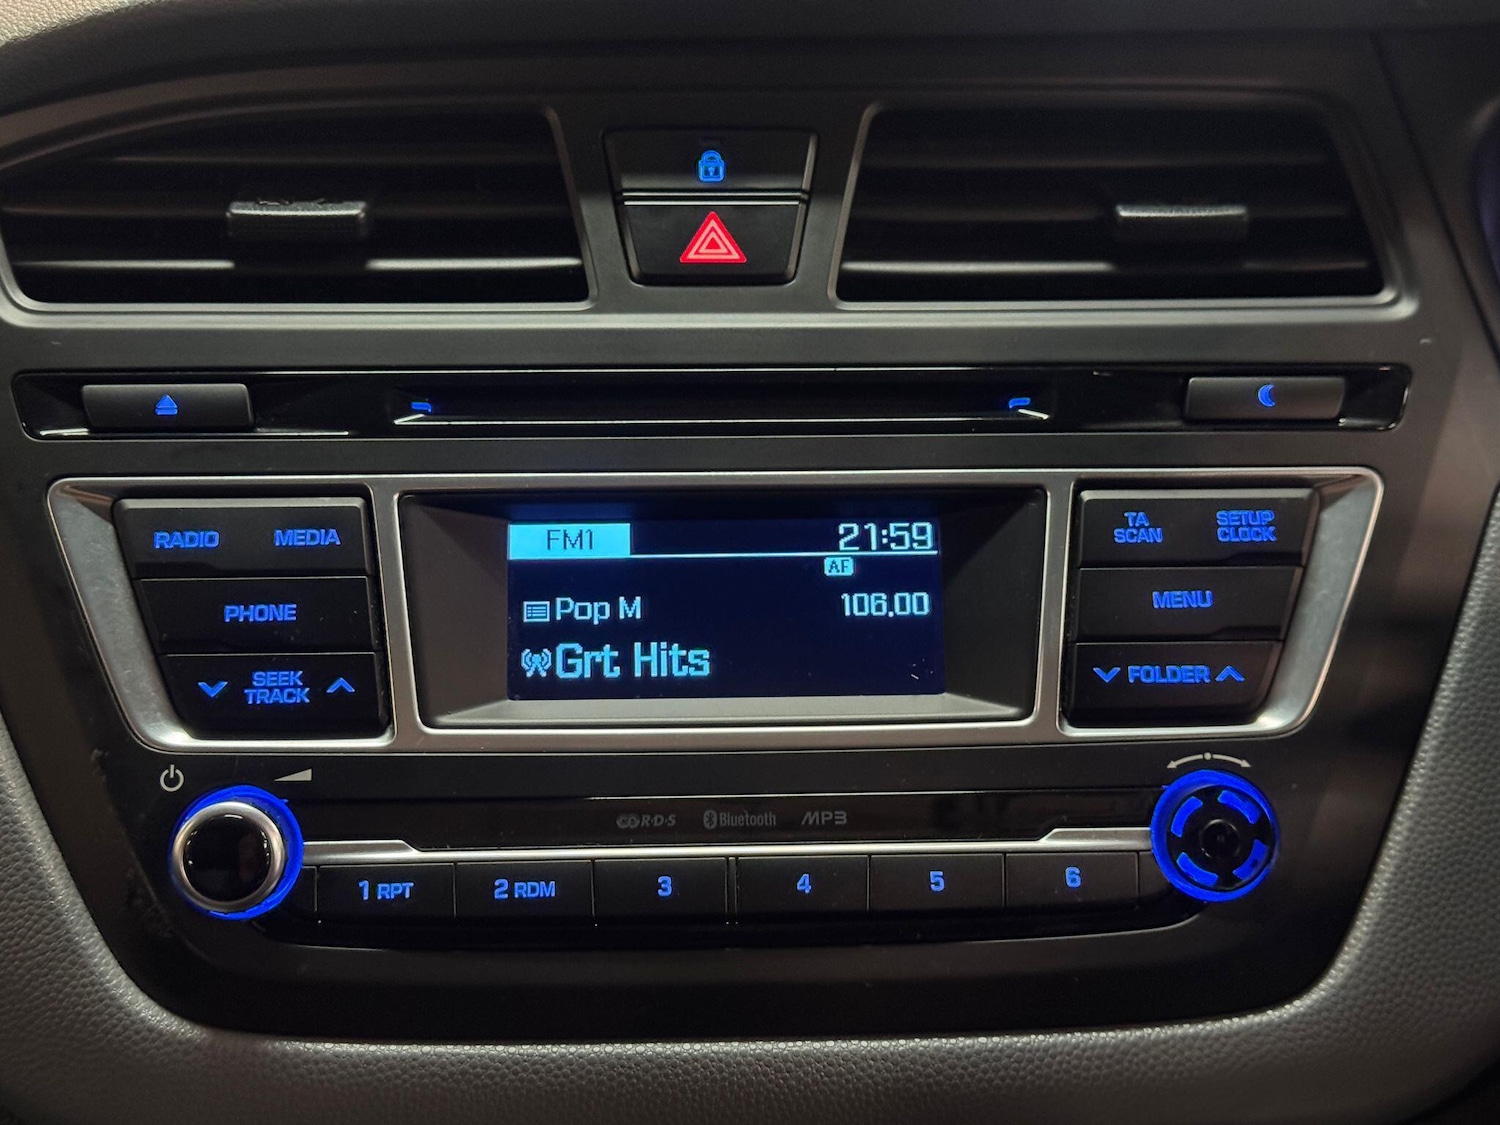 RADIO MEDIA
PHONE
SEEK
TRACK
FM1 21:59
AF
Pop M 106.00
Grt Hits
TA
SCAN
SETUP
CLOCK
MENU
FOLDER
R·D·S Bluetooth MP3
1 RPT 2 RDM 3 4 5 6